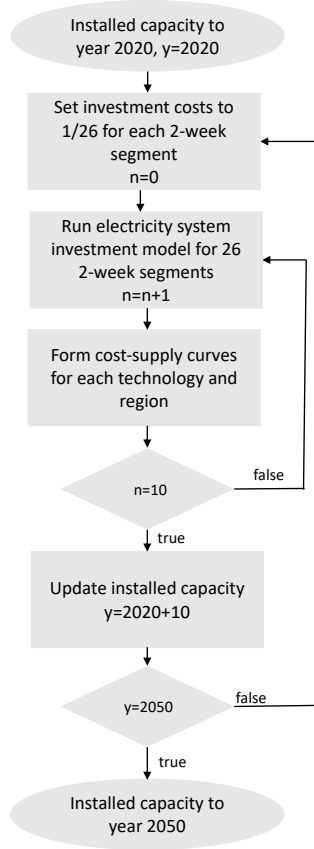 Installed capacity to
year 2020, y=2020
Set investment costs to
1/26 for each 2-week
segment
n=0
Run electricity system
investment model for 26
2-week segments
n=n+1
Form cost-supply curves
for each technology and
region
n=10
false
true
Update installed capacity
y=2020+10
y=2050
false
true
Installed capacity to
year 2050